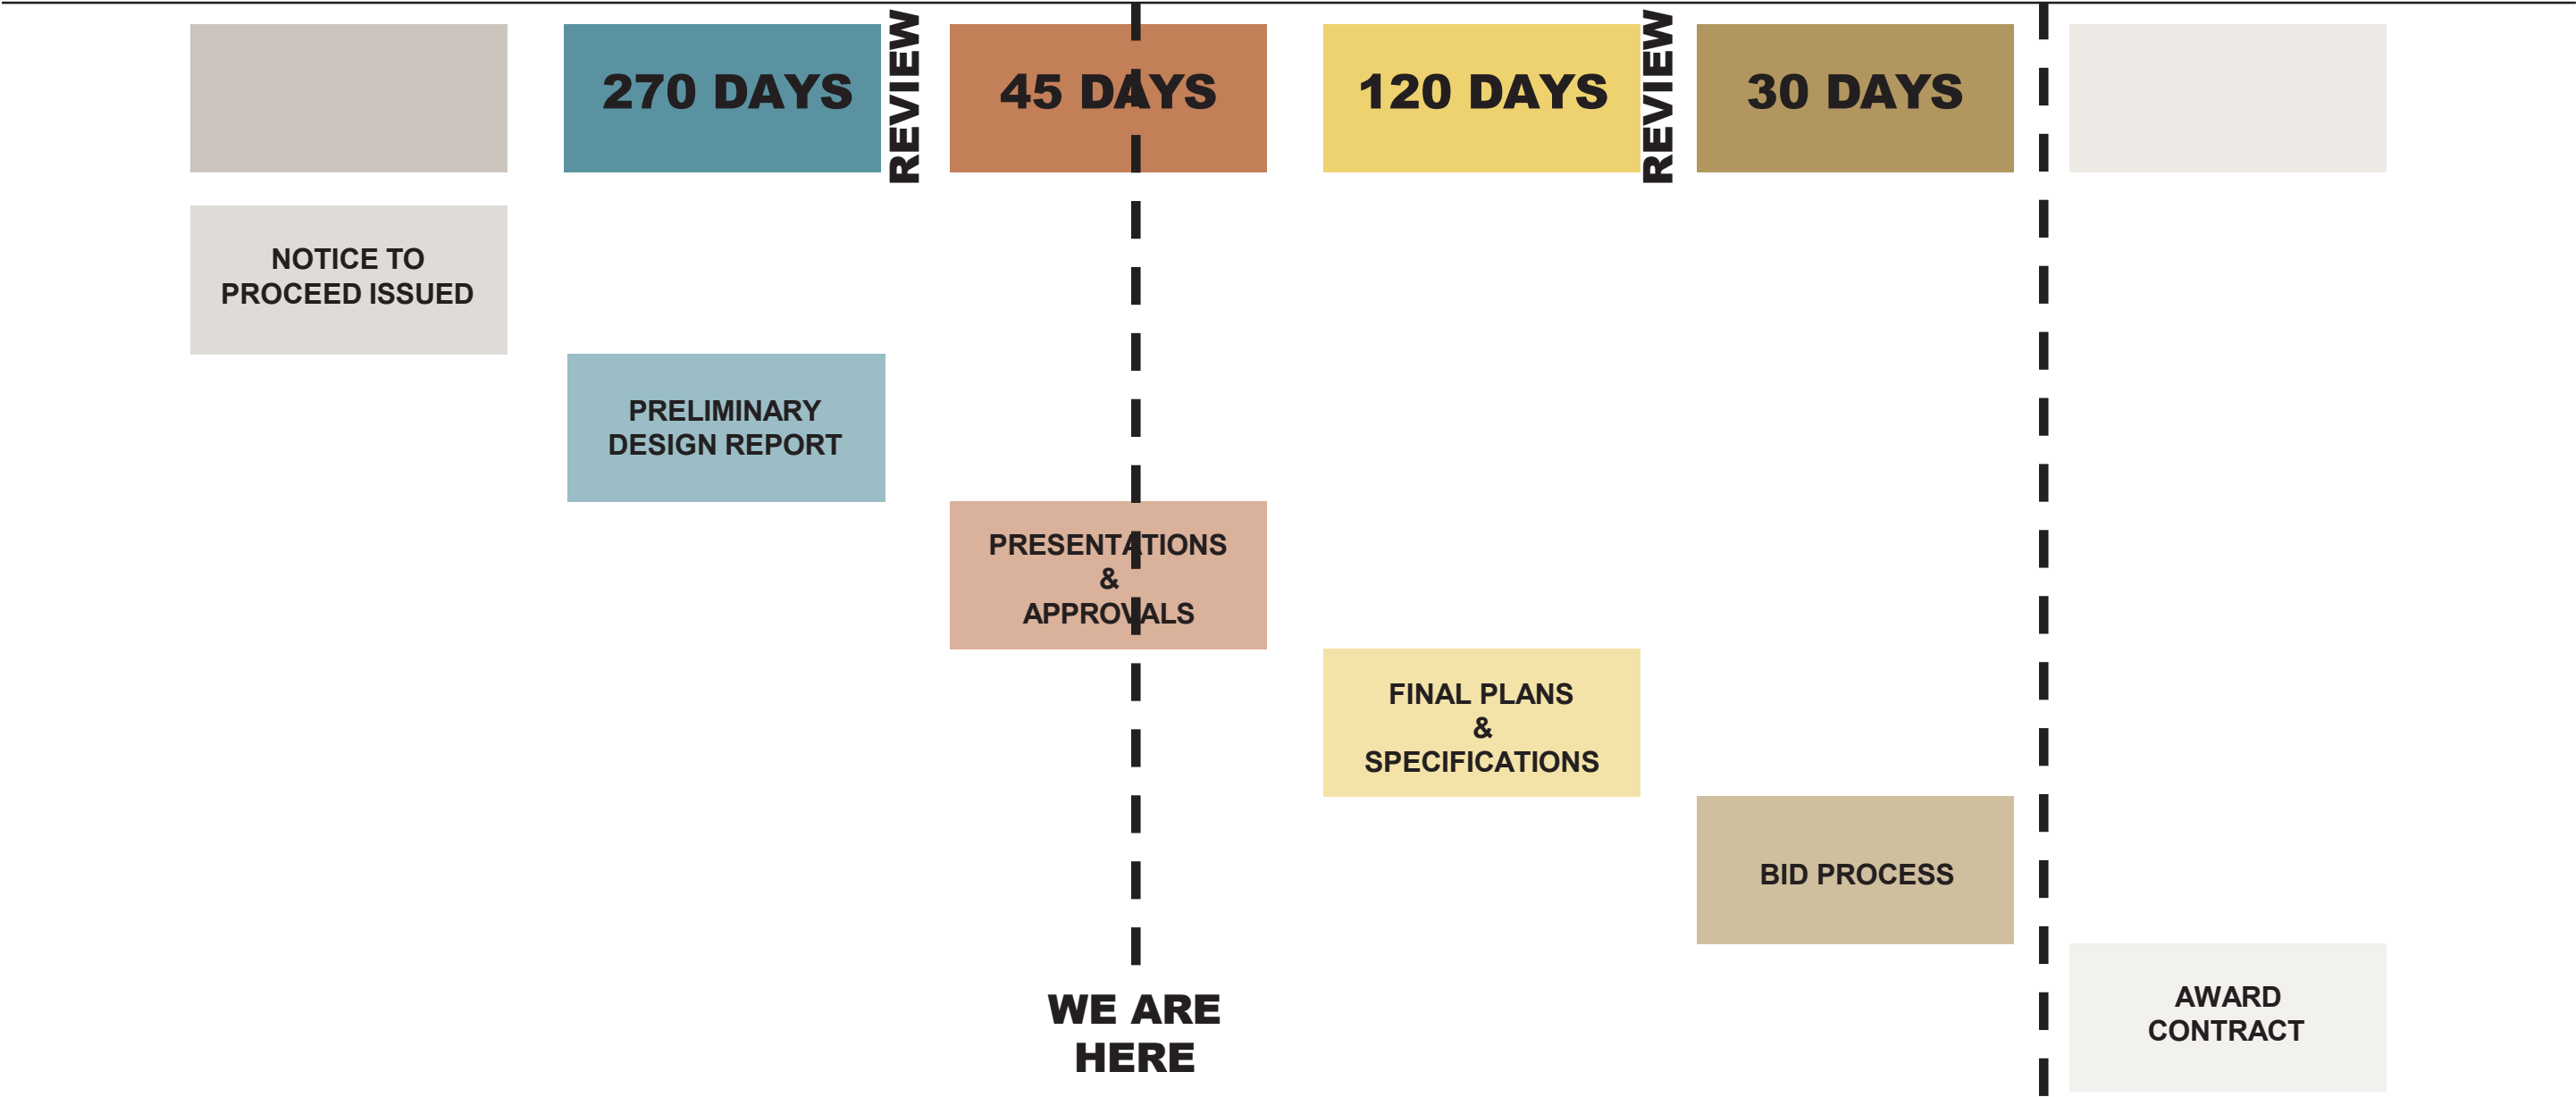 270 DAYS
REVIEW
45 DAYS
120 DAYS
REVIEW
30 DAYS
NOTICE TO
PROCEED ISSUED
PRELIMINARY
DESIGN REPORT
PRESENTATIONS
&
APPROVALS
FINAL PLANS
&
SPECIFICATIONS
BID PROCESS
AWARD
CONTRACT
WE ARE
HERE